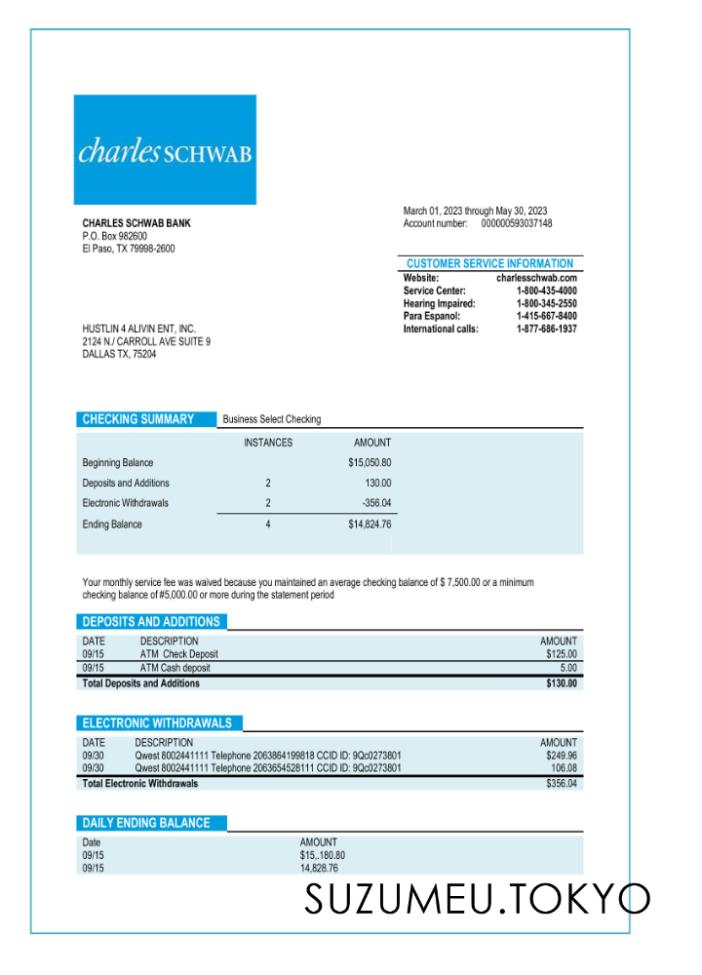 charles SCHWAB
March 01, 2023 through May 30, 2023
Account number: 000000593037148
CHARLES SCHWAB BANK
P.O. Box 982600
El Paso, TX 79998-2600
CUSTOMER SERVICE INFORMATION
Website: charlesschwab.com
Service Center: 1-800-435-4000
Hearing Impaired: 1-800-345-2550
Para Espanol: 1-415-667-8400
International calls: 1-877-686-1937
HUSTLIN 4 ALIVIN ENT, INC.
2124 N./ CARROLL AVE SUITE 9
DALLAS TX, 75204
CHECKING SUMMARY Business Select Checking
INSTANCES AMOUNT
Beginning Balance $15,050.80
Deposits and Additions 2 130.00
Electronic Withdrawals 2 -356.04
Ending Balance 4 $14,824.76
Your monthly service fee was waived because you maintained an average checking balance of $ 7,500.00 or a minimum
checking balance of #5,000.00 or more during the statement period
DEPOSITS AND ADDITIONS
DATE DESCRIPTION AMOUNT
09/15 ATM Check Deposit $125.00
09/15 ATM Cash deposit 5.00
Total Deposits and Additions $130.00
ELECTRONIC WITHDRAWALS
DATE DESCRIPTION AMOUNT
09/30 Qwest 8002441111 Telephone 2063864199818 CCID ID: 9Qc0273801 $249.96
09/30 Qwest 8002441111 Telephone 2063654528111 CCID ID: 9Qc0273801 106.08
Total Electronic Withdrawals $356.04
DAILY ENDING BALANCE
Date AMOUNT
09/15 $15,.180.80
09/15 14,828.76
SUZUMEU.TOKYO